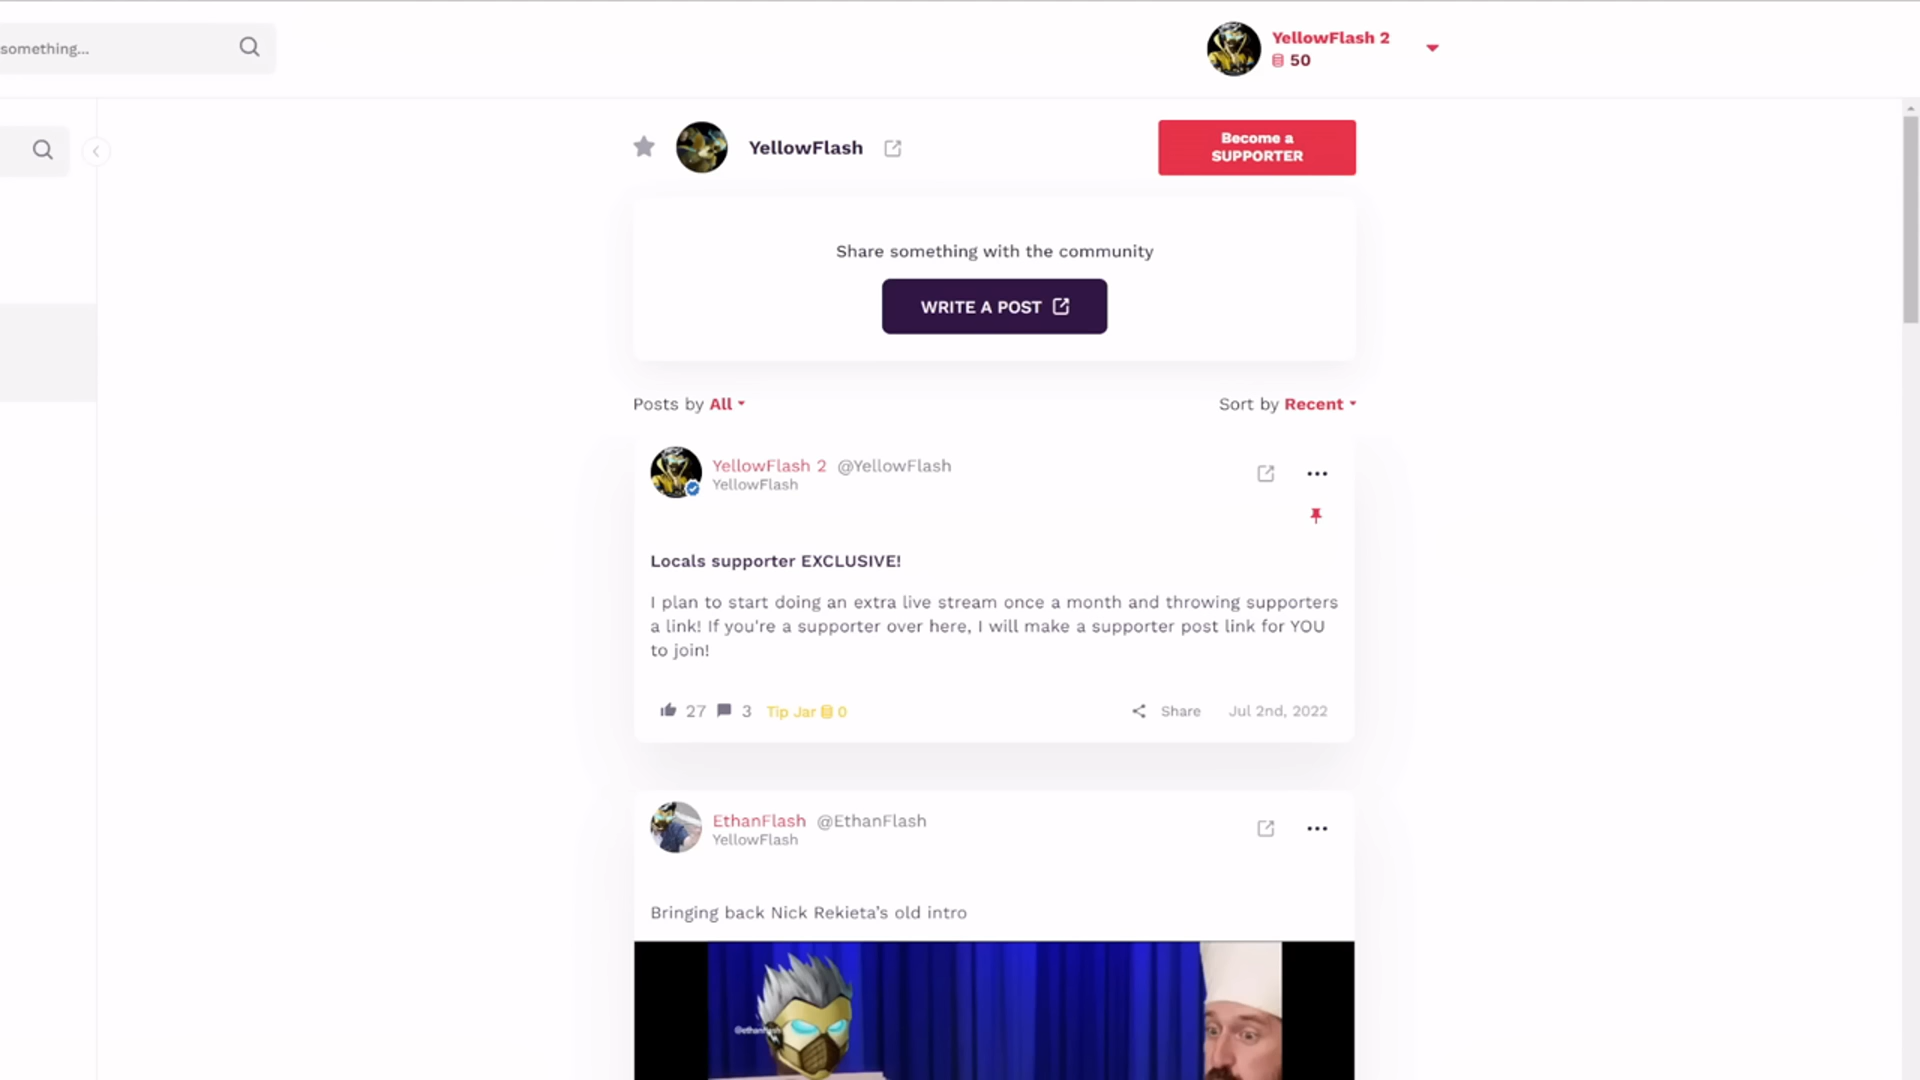 something...
YellowFlash 2
50
YellowFlash
Become a
SUPPORTER
Share something with the community
WRITE A POST
Posts by All
Sort by Recent
YellowFlash 2 @YellowFlash
YellowFlash
Locals supporter EXCLUSIVE!
I plan to start doing an extra live stream once a month and throwing supporters
a link! If you're a supporter over here, I will make a supporter post link for YOU
to join!
27 3 Tip Jar 0
Share Jul 2nd, 2022
EthanFlash @EthanFlash
YellowFlash
Bringing back Nick Rekieta’s old intro
@ethanflash